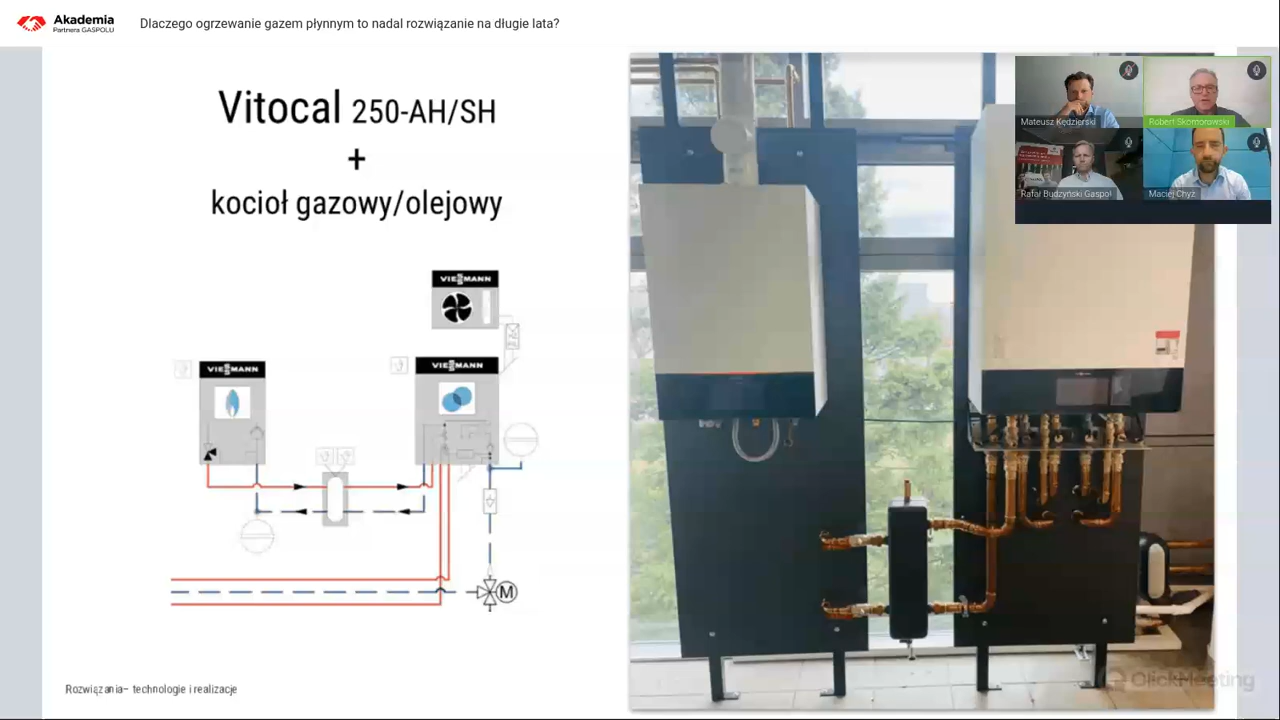 Akademia
Partnera GASPOLU
Dlaczego ogrzewanie gazem płynnym to nadal rozwiązanie na długie lata?
Vitocal 250-AH/SH
+
kocioł gazowy/olejowy
VIESMANN
VIESMANN
VIESMANN
M
Mateusz Kędzierski
Robert Skomorowski
Rafał Budzyński Gaspol
Maciej Chyż
Rozwiązania– technologie i realizacje
ClickMeeting